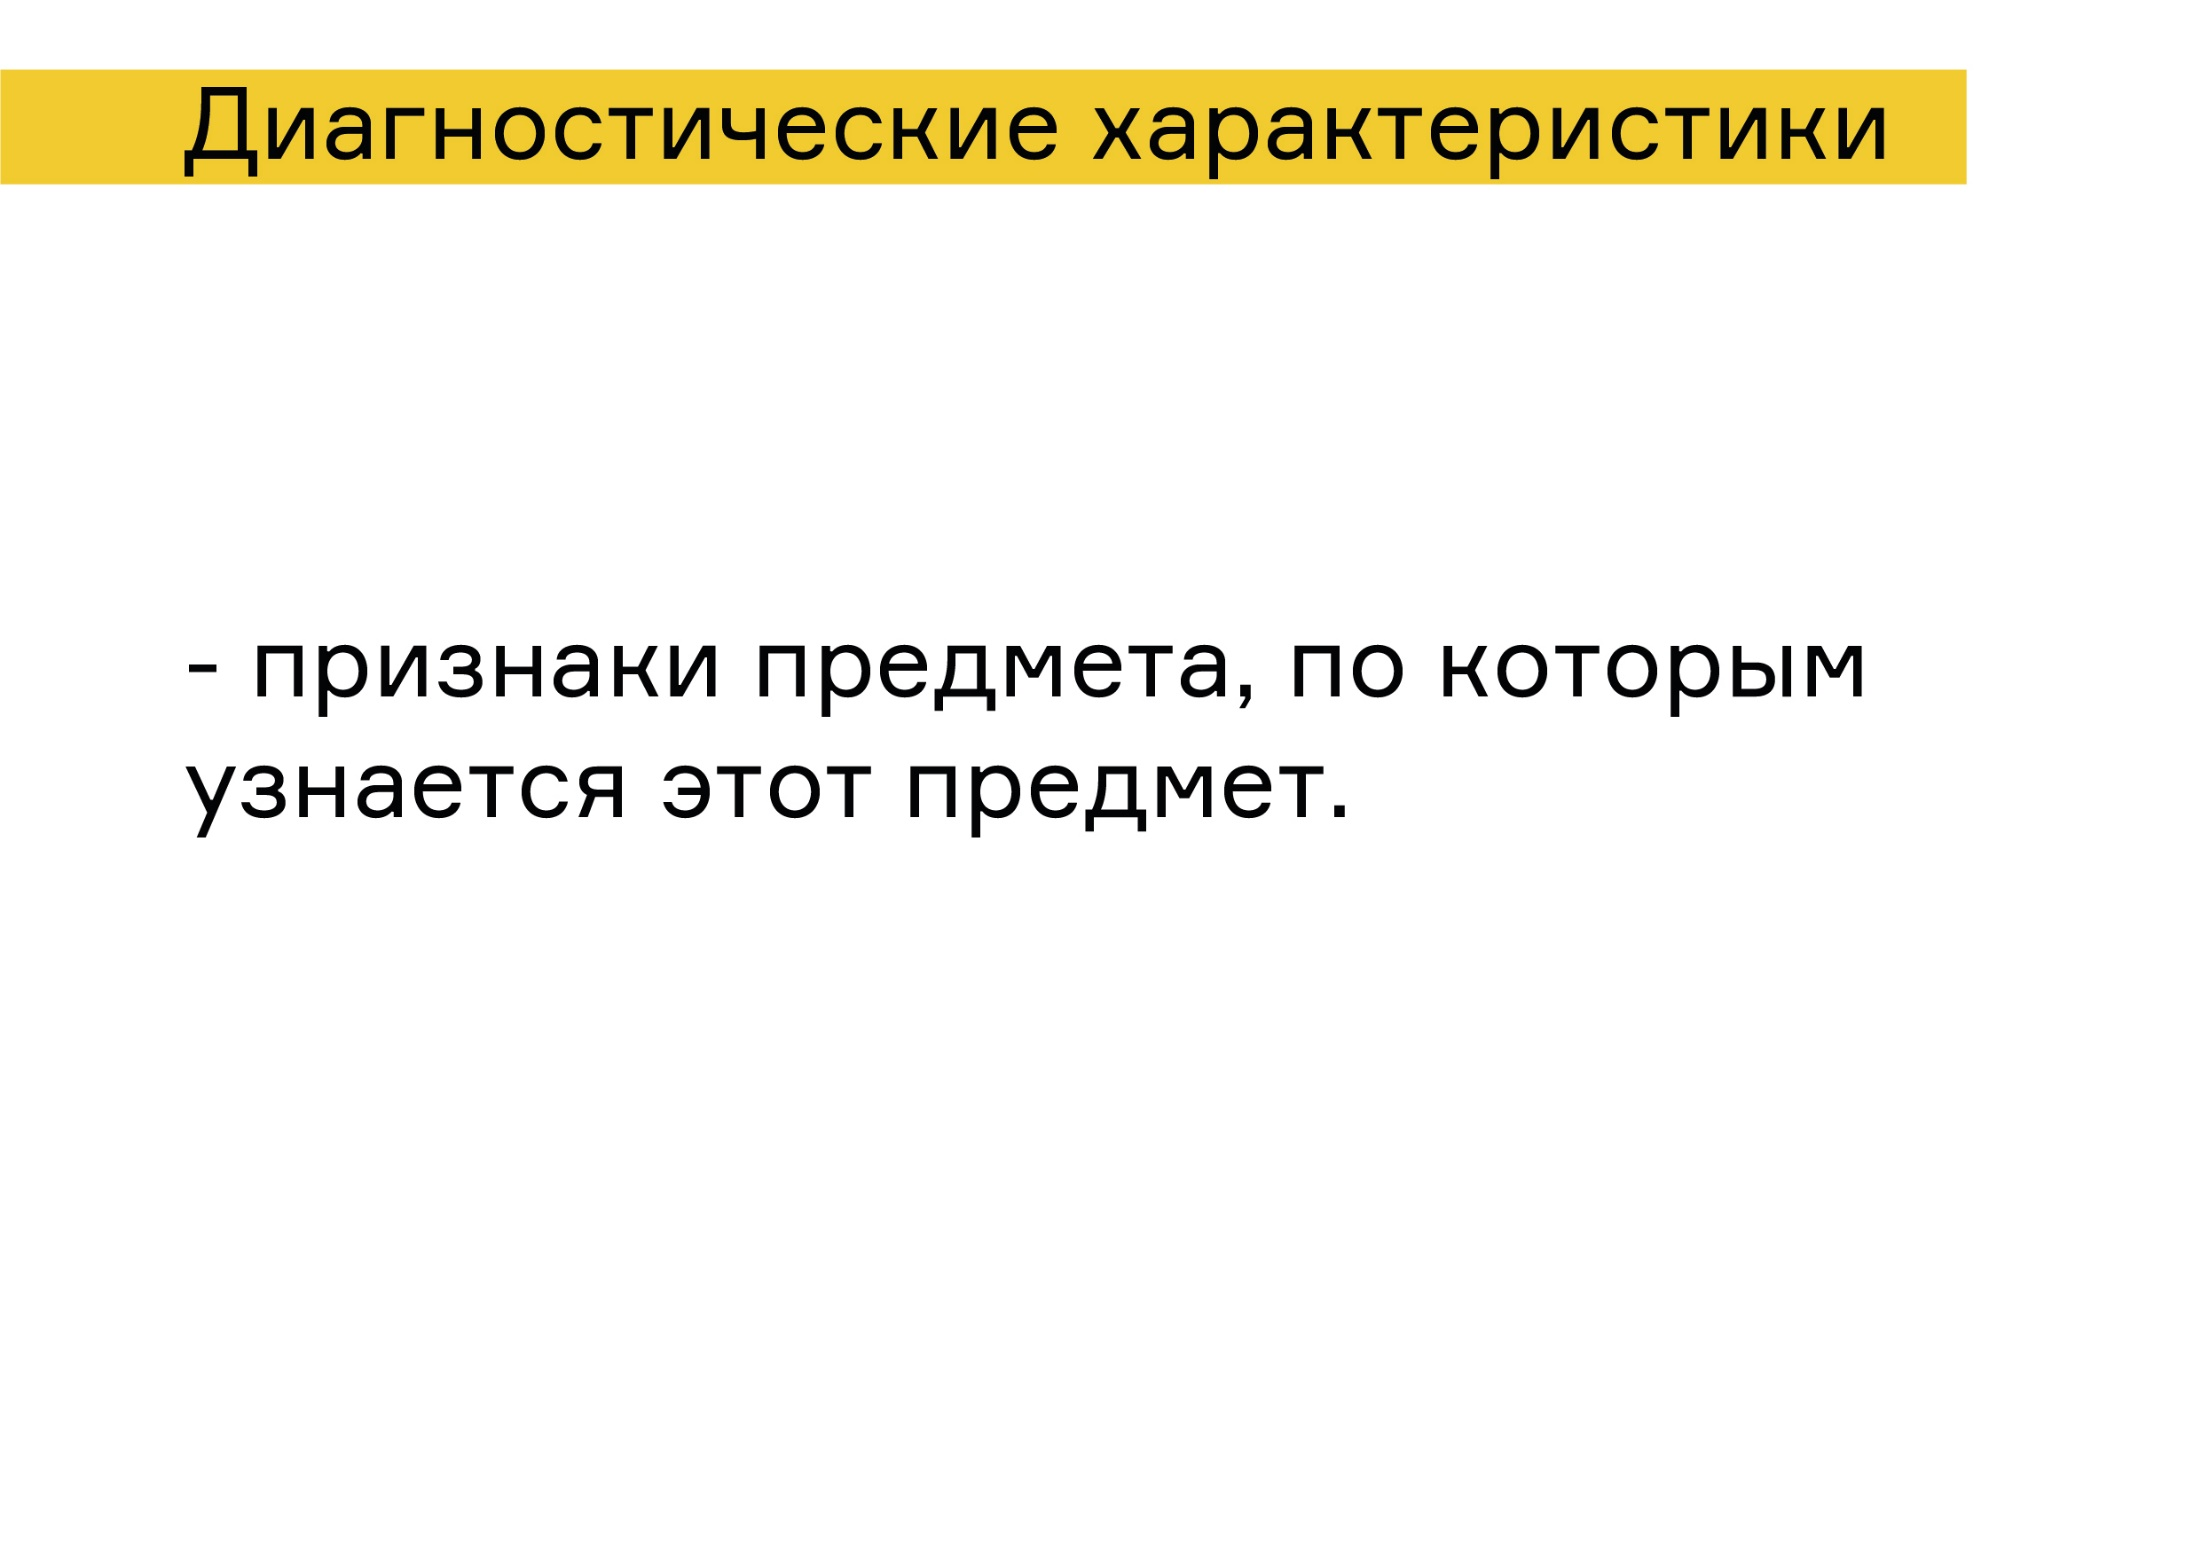 Диагностические характеристики
- признаки предмета, по которым
узнается этот предмет.